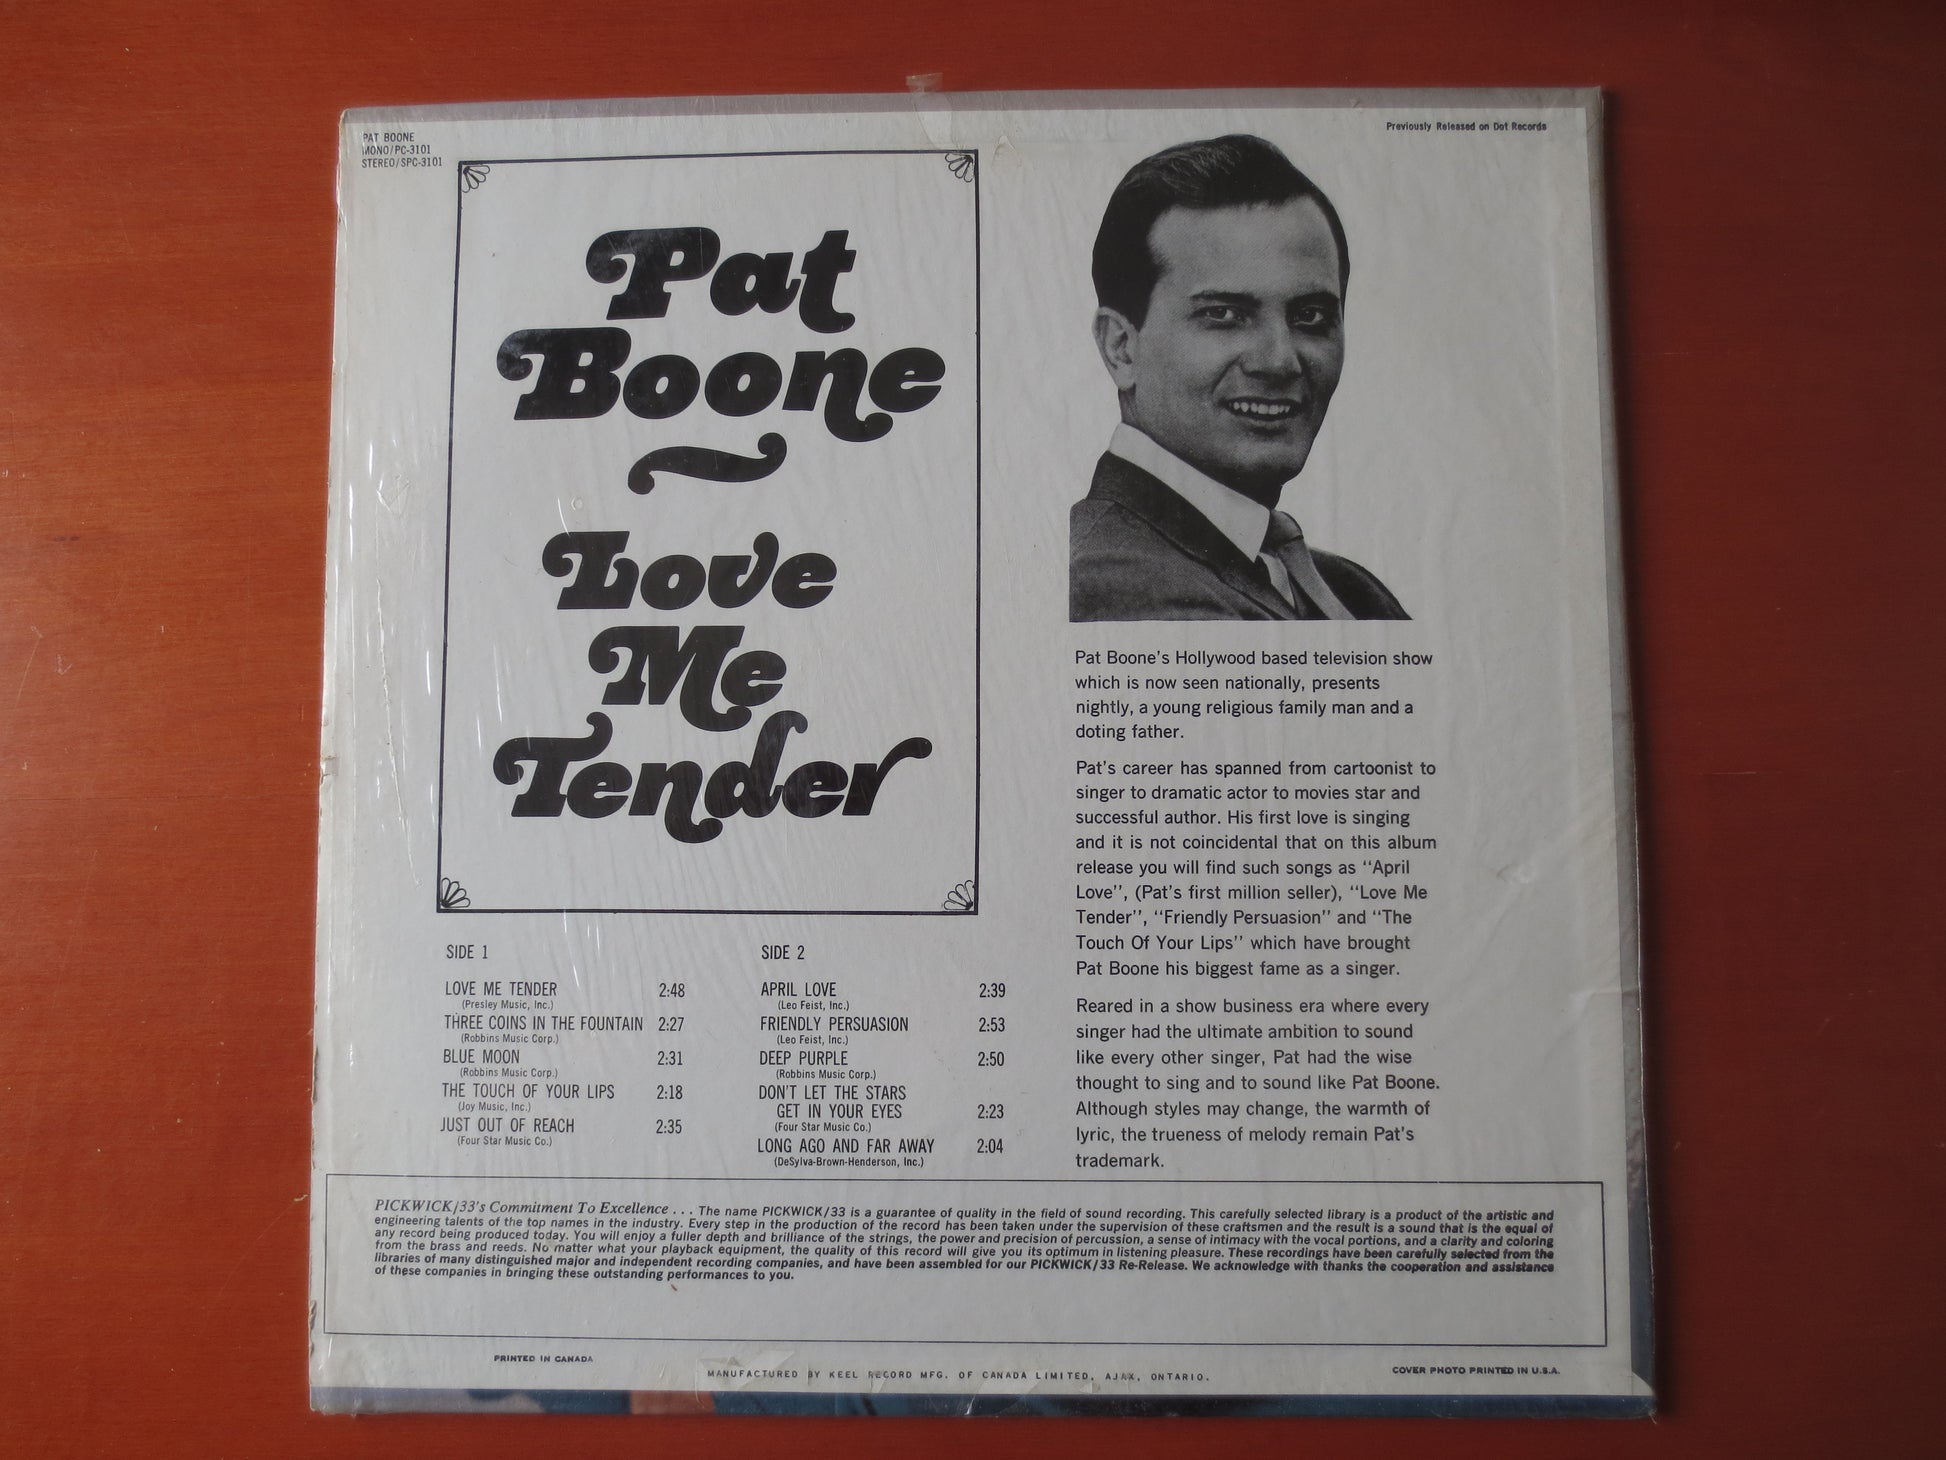 PAT BOONE
MONO/PC-3101
STEREO/SPC-3101
Previously Released on Dot Records
Pat
Boone
Love
Me
Tender
SIDE 1
LOVE ME TENDER 2:48
(Presley Music, Inc.)
THREE COINS IN THE FOUNTAIN 2:27
(Robbins Music Corp.)
BLUE MOON 2:31
(Robbins Music Corp.)
THE TOUCH OF YOUR LIPS 2:18
(Joy Music, Inc.)
JUST OUT OF REACH 2:35
(Four Star Music Co.)
SIDE 2
APRIL LOVE 2:39
(Leo Feist, Inc.)
FRIENDLY PERSUASION 2:53
(Leo Feist, Inc.)
DEEP PURPLE 2:50
(Robbins Music Corp.)
DON'T LET THE STARS
GET IN YOUR EYES 2:23
(Four Star Music Co.)
LONG AGO AND FAR AWAY 2:04
(DeSylva-Brown-Henderson, Inc.)
Pat Boone's Hollywood based television show
which is now seen nationally, presents
nightly, a young religious family man and a
doting father.
Pat's career has spanned from cartoonist to
singer to dramatic actor to movies star and
successful author. His first love is singing
and it is not coincidental that on this album
release you will find such songs as "April
Love", (Pat's first million seller), "Love Me
Tender", "Friendly Persuasion" and "The
Touch Of Your Lips" which have brought
Pat Boone his biggest fame as a singer.
Reared in a show business era where every
singer had the ultimate ambition to sound
like every other singer, Pat had the wise
thought to sing and to sound like Pat Boone.
Although styles may change, the warmth of
lyric, the trueness of melody remain Pat's
trademark.
PICKWICK/33's Commitment To Excellence . . . The name PICKWICK/33 is a guarantee of quality in the field of sound recording. This carefully selected library is a product of the artistic and
engineering talents of the top names in the industry. Every step in the production of the record has been taken under the supervision of these craftsmen and the result is a sound that is the equal of
any record being produced today. You will enjoy a fuller depth and brilliance of the strings, the power and precision of percussion, a sense of intimacy with the vocal portions, and a clarity and coloring
from the brass and reeds. No matter what your playback equipment, the quality of this record will give you its optimum in listening pleasure. These recordings have been carefully selected from the
libraries of many distinguished major and independent recording companies, and have been assembled for our PICKWICK/33 Re-Release. We acknowledge with thanks the cooperation and assistance
of these companies in bringing these outstanding performances to you.
PRINTED IN CANADA
MANUFACTURED BY KEEL RECORD MFG. OF CANADA LIMITED, AJAX, ONTARIO.
COVER PHOTO PRINTED IN U.S.A.